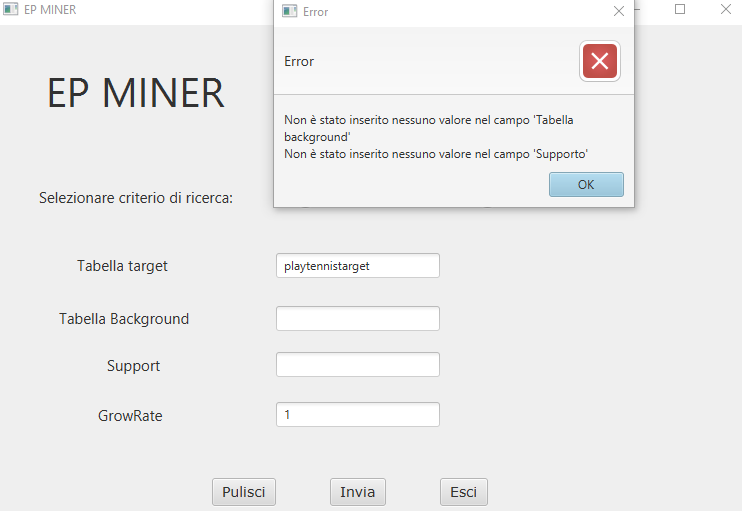 EP MINER
Error
Error
EP MINER
Non è stato inserito nessuno valore nel campo 'Tabella
background'
Non è stato inserito nessuno valore nel campo 'Supporto'
OK
Selezionare criterio di ricerca:
Tabella target
playtennistarget
Tabella Background
Support
GrowRate
1
Pulisci
Invia
Esci